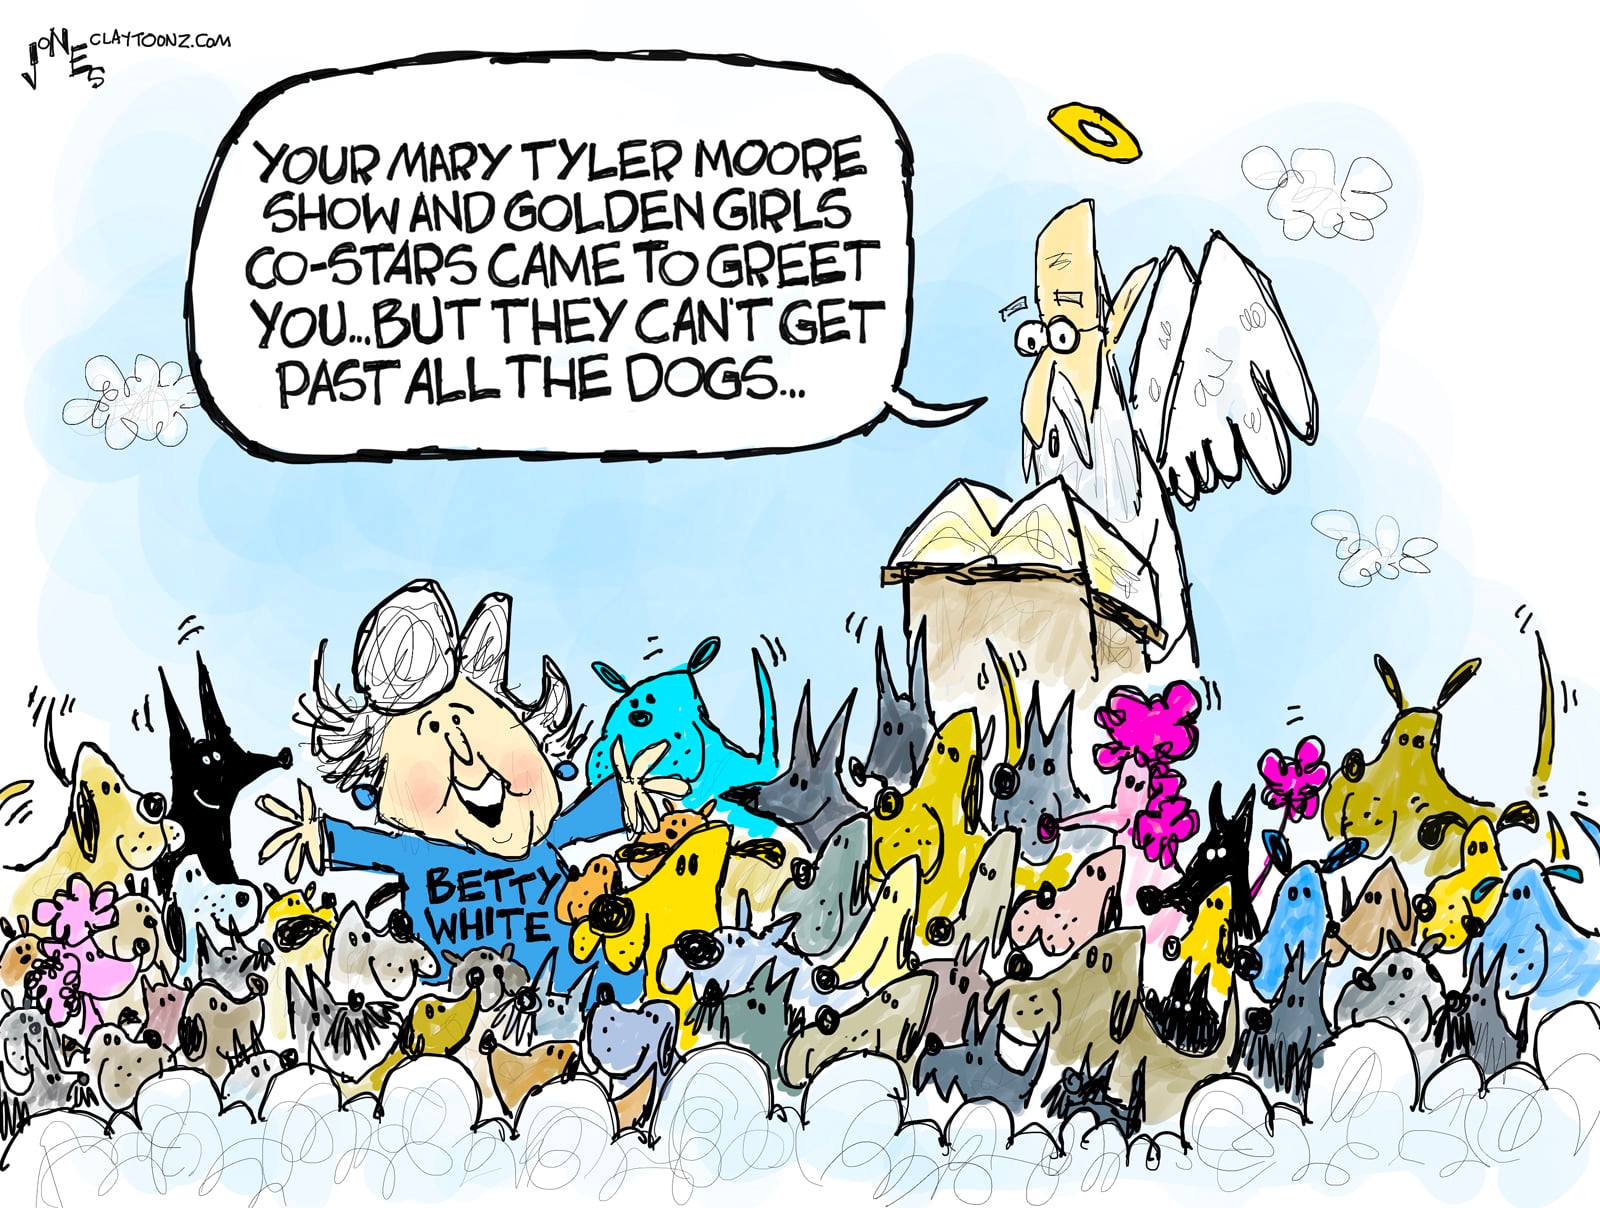 JONES
CLAYTOONZ.COM
YOUR MARY TYLER MOORE
SHOW AND GOLDEN GIRLS
CO-STARS CAME TO GREET
YOU...BUT THEY CAN'T GET
PAST ALL THE DOGS...
BETTY
WHITE